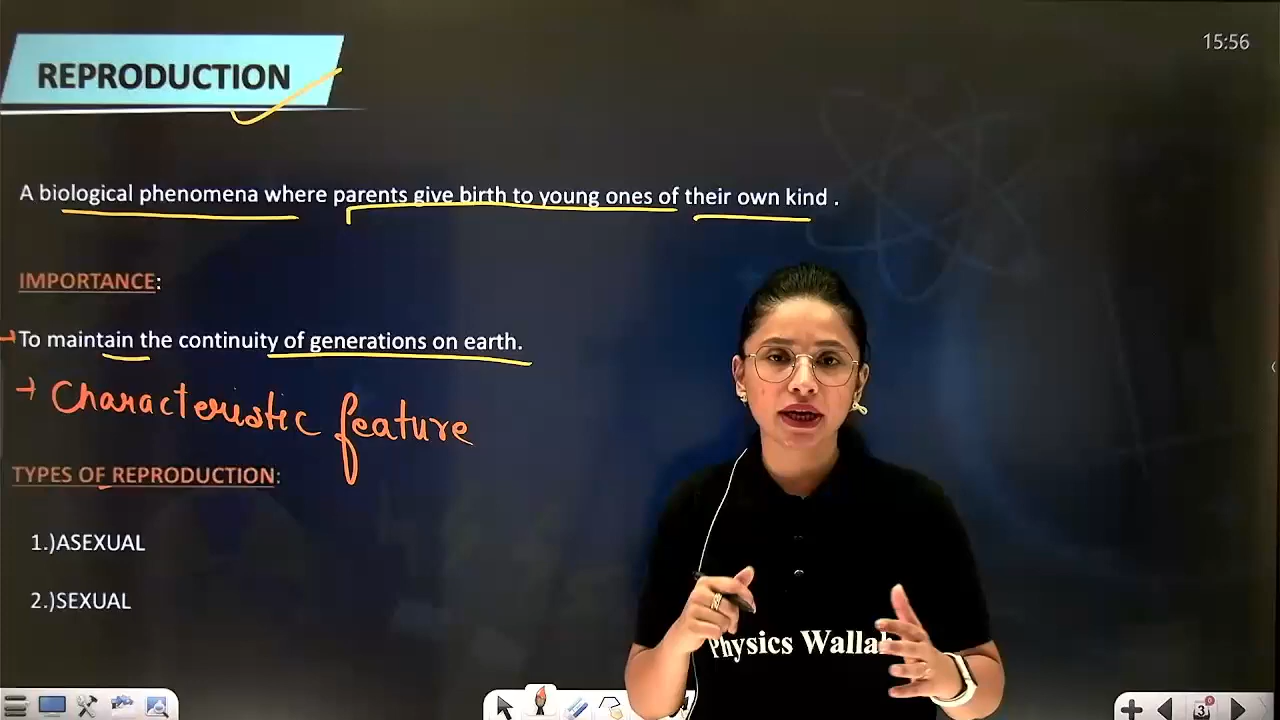 15:56
REPRODUCTION
A biological phenomena where parents give birth to young ones of their own kind .
IMPORTANCE:
To maintain the continuity of generations on earth.
→ Characteristic feature
TYPES OF REPRODUCTION:
1.)ASEXUAL
2.)SEXUAL
Physics Wallah
3